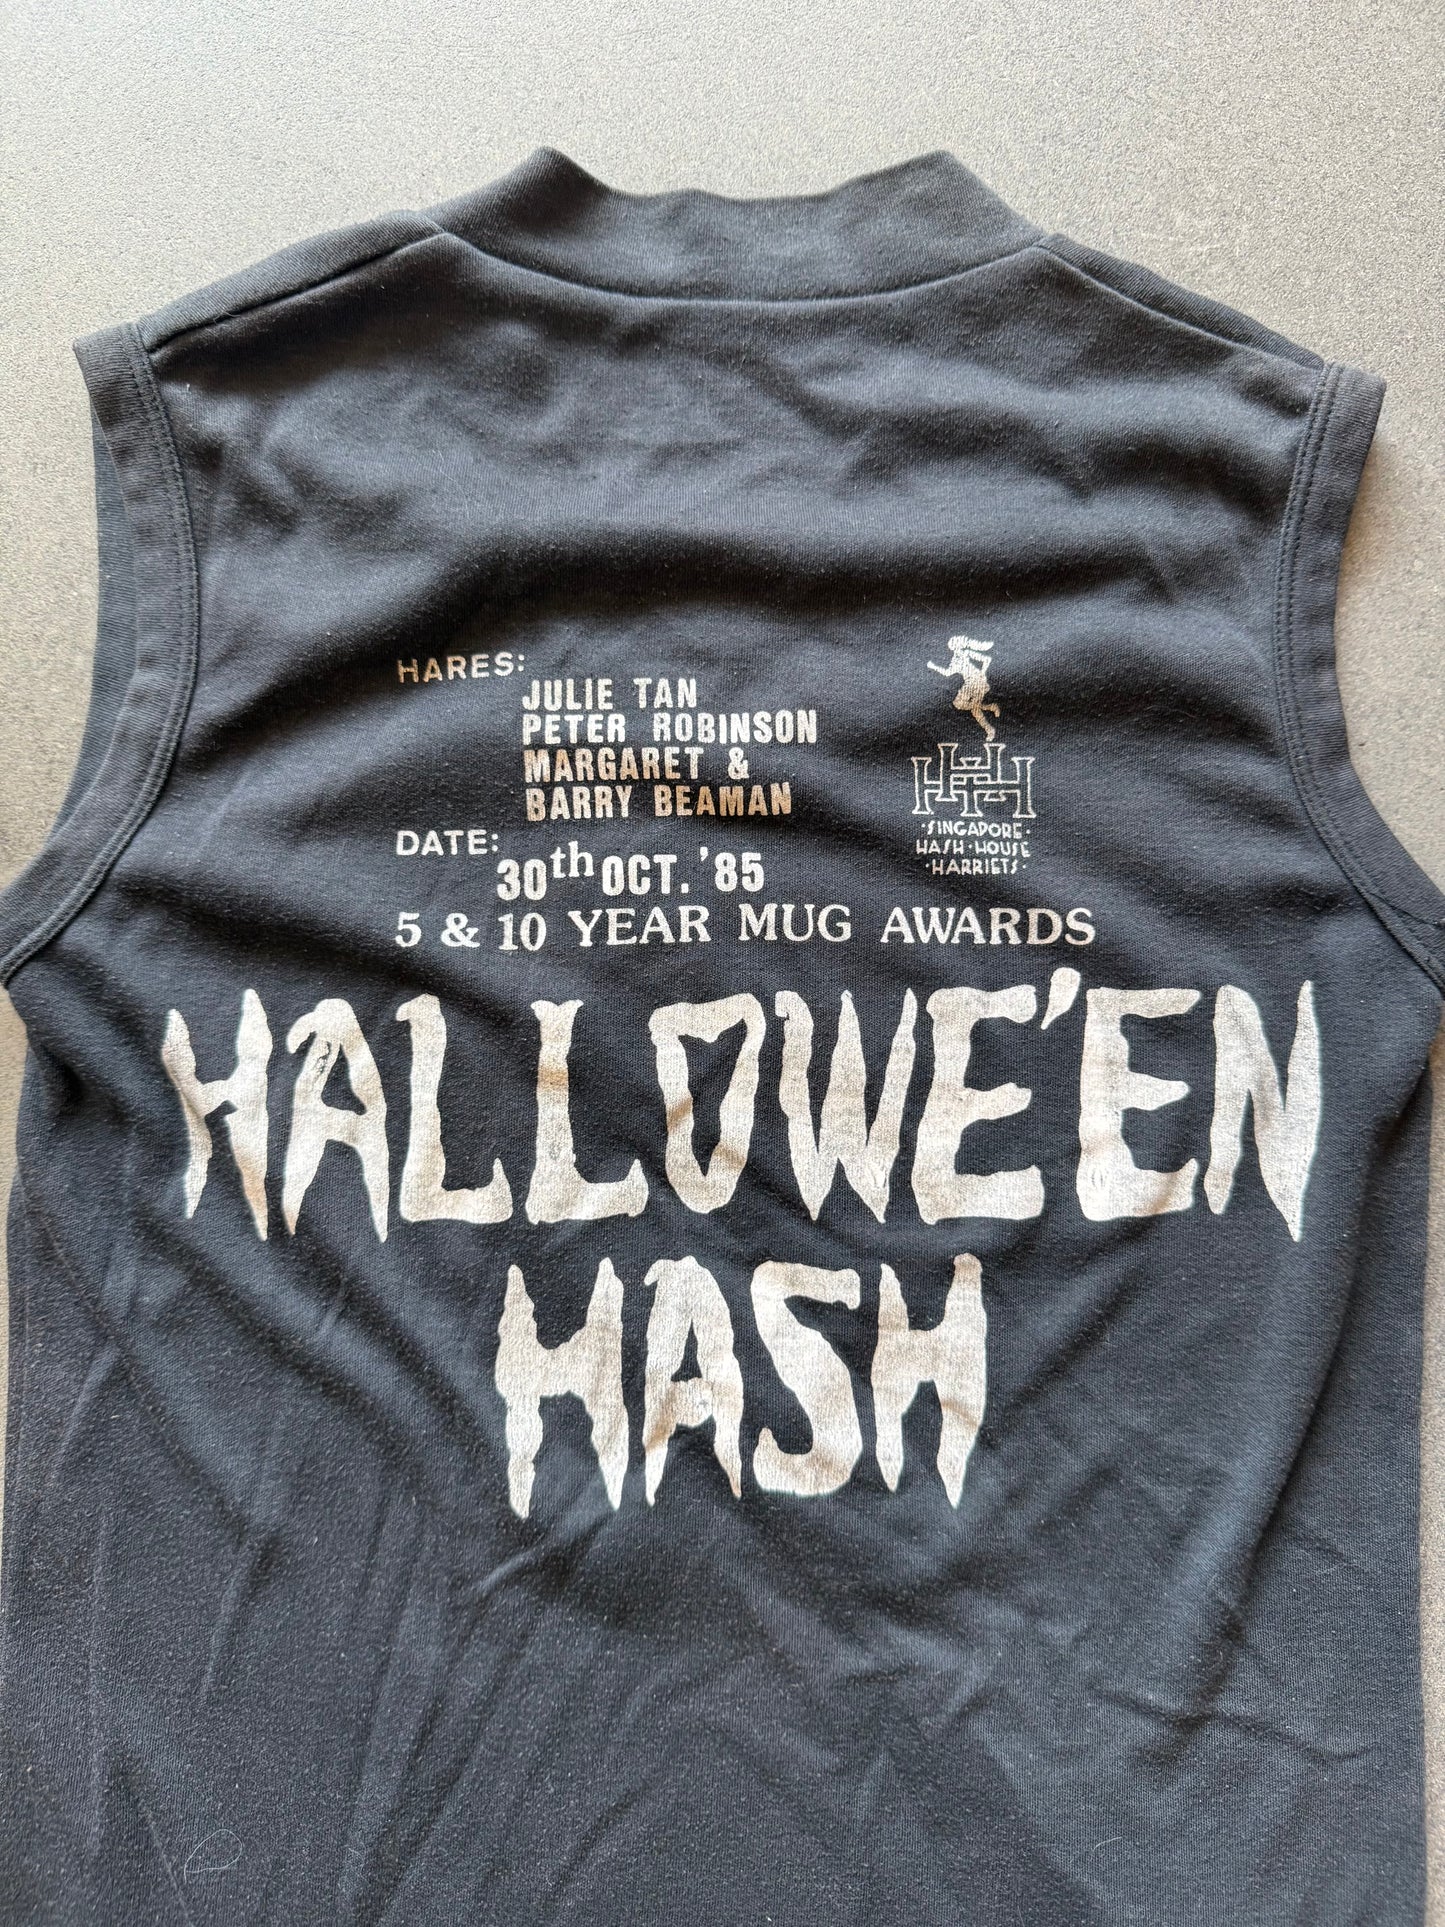 HARES:
JULIE TAN
PETER ROBINSON
MARGARET &
BARRY BEAMAN
DATE:
30th OCT. '85
5 & 10 YEAR MUG AWARDS
HHH
·SINGAPORE·
HASH·HOUSE
·HARRIETS·
HALLOWE'EN
HASH